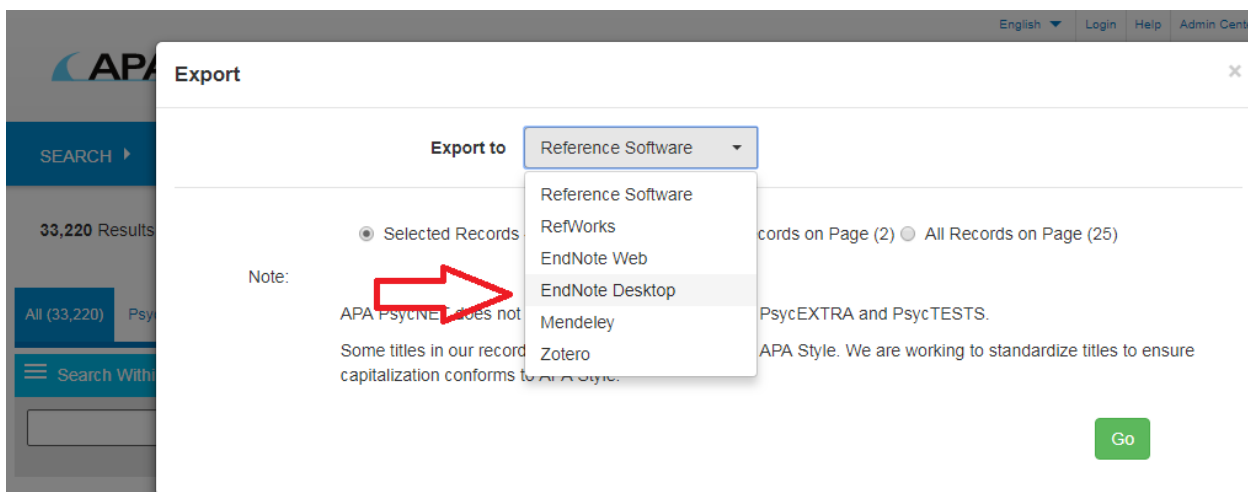 English Login Help Admin Cent
APA
Export
×
SEARCH
Export to Reference Software
Reference Software
33,220 Results
Selected Records
RefWorks
cords on Page (2) All Records on Page (25)
EndNote Web
Note:
EndNote Desktop
All (33,220) Psy
APA PsycNET does not
Mendeley
PsycEXTRA and PsycTESTS.
Some titles in our record
Zotero
APA Style. We are working to standardize titles to ensure
Search Withi
capitalization conforms to APA Style.
Go